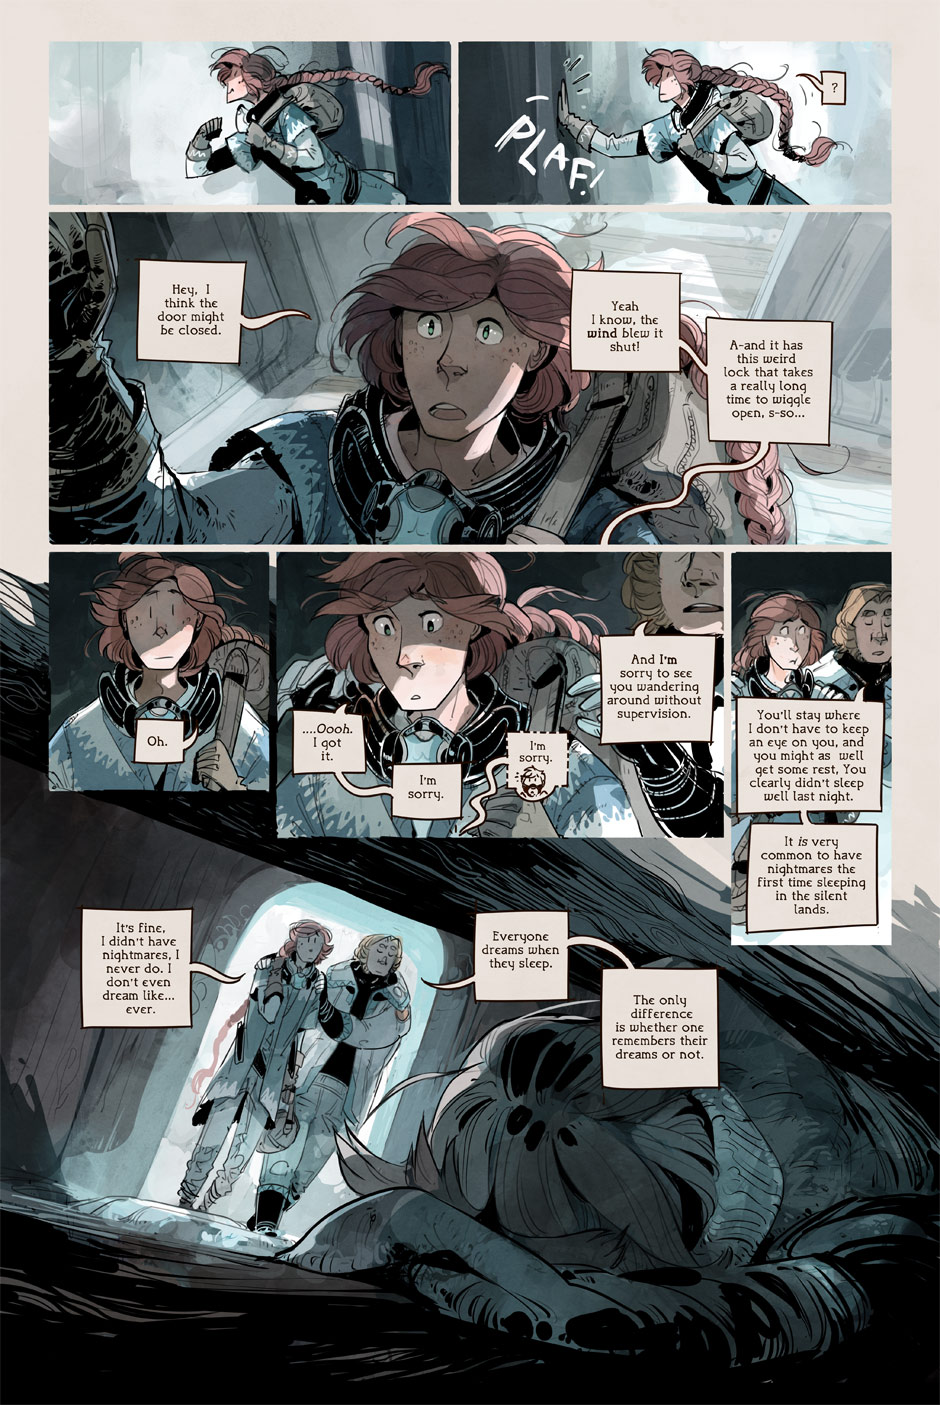 PLAF!
?
Hey, I
think the
door might
be closed.
Yeah
I know, the
wind blew it
shut!
A-and it has
this weird
lock that takes
a really long
time to wiggle
open, s-so...
Oh.
....Oooh.
I got
it.
I'm
sorry.
I'm
sorry.
And I'm
sorry to see
you wandering
around without
supervision.
You'll stay where
I don't have to keep
an eye on you, and
you might as well
get some rest, You
clearly didn't sleep
well last night.
It is very
common to have
nightmares the
first time sleeping
in the silent
lands.
It's fine,
I didn't have
nightmares, I
never do. I
don't even
dream like...
ever.
Everyone
dreams when
they sleep.
The only
difference
is whether one
remembers their
dreams or not.